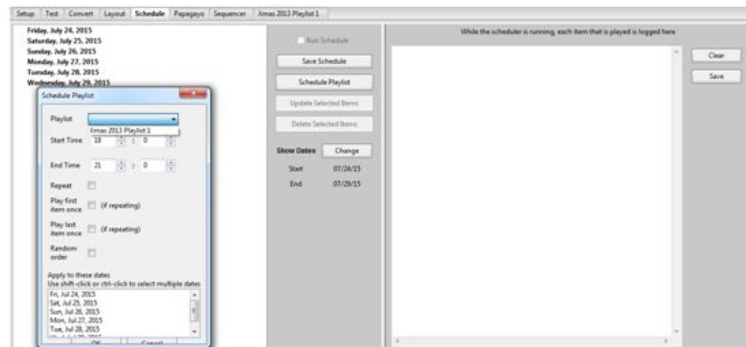 Setup Test Convert Layout Schedule Papagayo Sequencer Xmas 2013 Playlist 1
Friday, July 24, 2015
Saturday, July 25, 2015
Sunday, July 26, 2015
Monday, July 27, 2015
Tuesday, July 28, 2015
Wednesday, July 29, 2015
Schedule Playlist
Playlist
Xmas 2013 Playlist 1
Start Time 18 : 0
End Time 21 : 0
Repeat
Play first
item once (if repeating)
Play last
item once (if repeating)
Random
order
Apply to these dates
Use shift-click or ctrl-click to select multiple dates
Fri, Jul 24, 2015
Sat, Jul 25, 2015
Sun, Jul 26, 2015
Mon, Jul 27, 2015
Tue, Jul 28, 2015
OK Cancel
Run Schedule
Save Schedule
Schedule Playlist
Update Selected Items
Delete Selected Items
Show Dates Change
Start 07/24/15
End 07/29/15
While the scheduler is running, each item that is played is logged here
Clear
Save